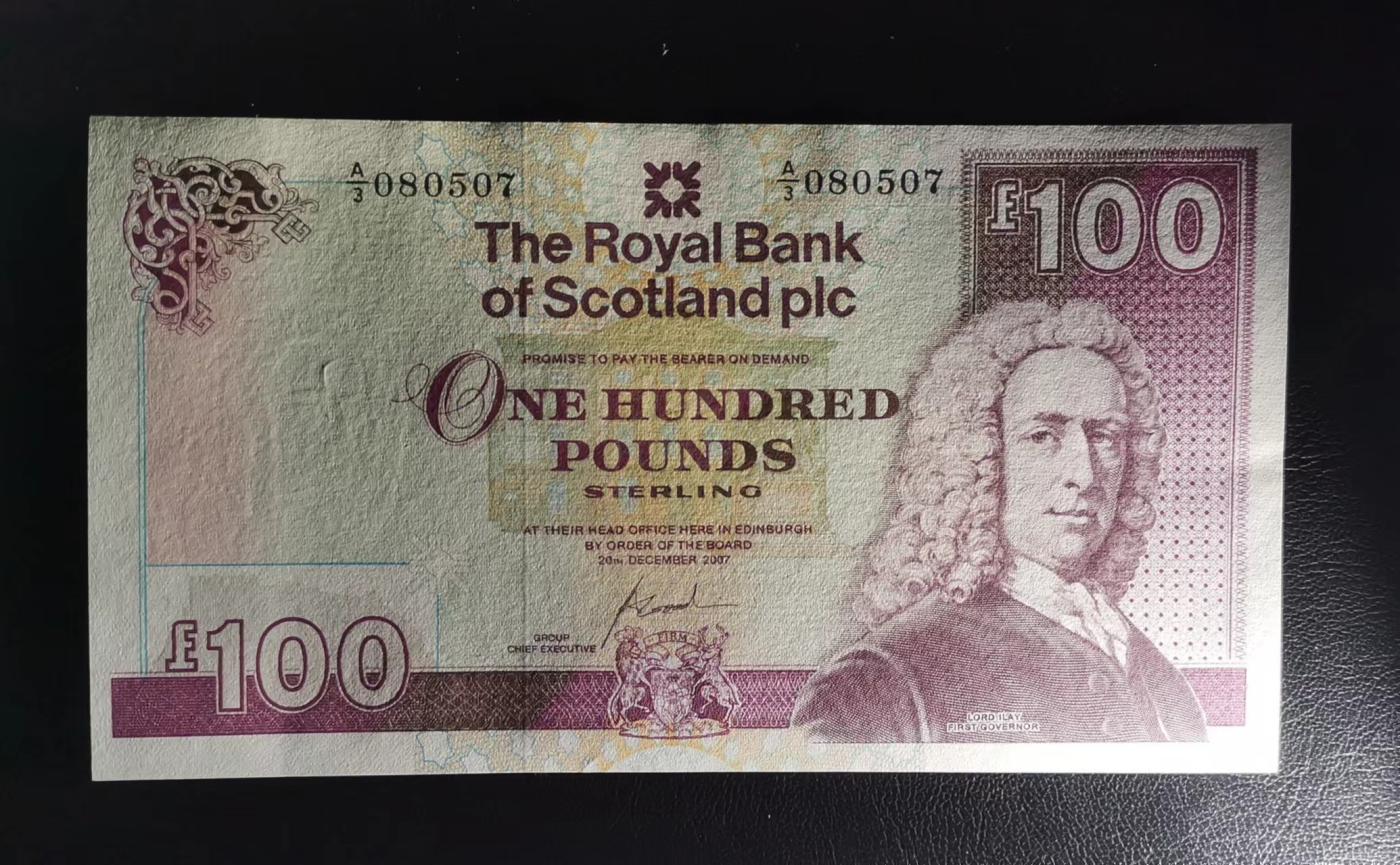 A/3 080507
A/3 080507
£100
The Royal Bank
of Scotland plc
PROMISE TO PAY THE BEARER ON DEMAND
ONE HUNDRED
POUNDS
STERLING
AT THEIR HEAD OFFICE HERE IN EDINBURGH
BY ORDER OF THE BOARD
20TH DECEMBER 2007
GROUP
CHIEF EXECUTIVE
FIRM
£100
LORD ILAY
FIRST GOVERNOR